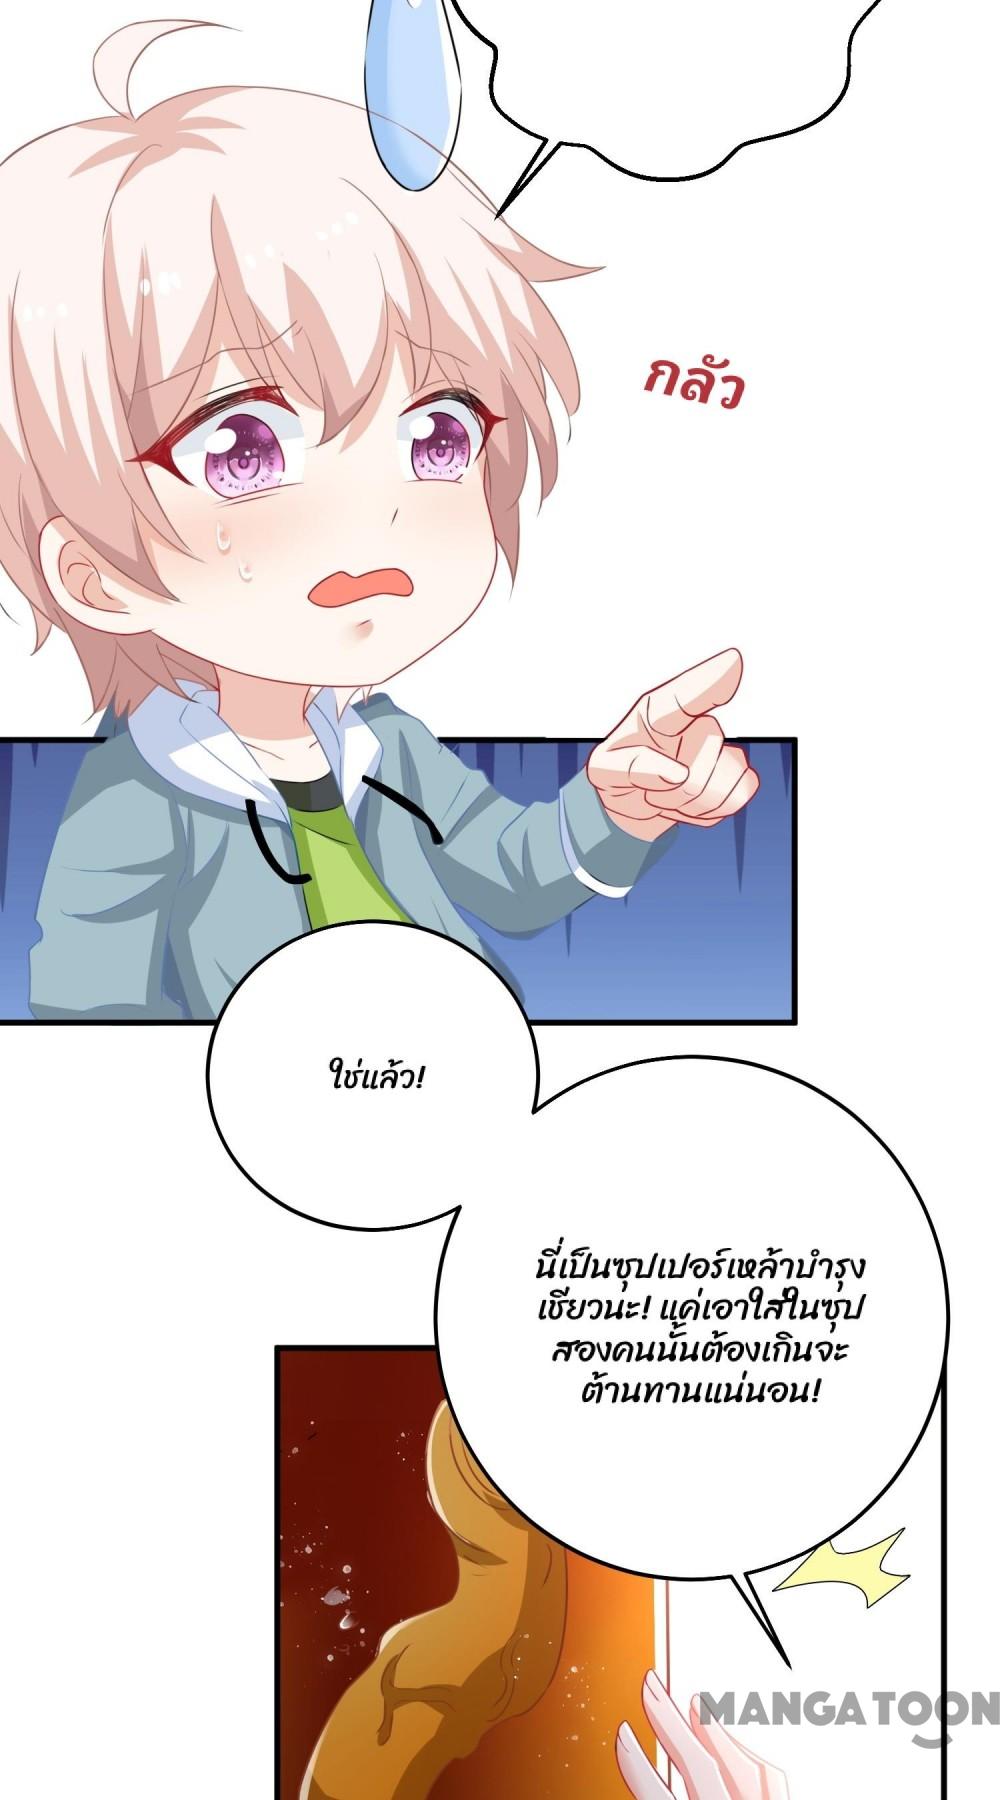 กลัว
ใช่แล้ว!
นี่เป็นซุปเปอร์เหล้าบำรุง
เชียวนะ! แค่เอาใส่ในซุป
สองคนนั้นต้องเกินจะ
ต้านทานแน่นอน!
MANGATOON